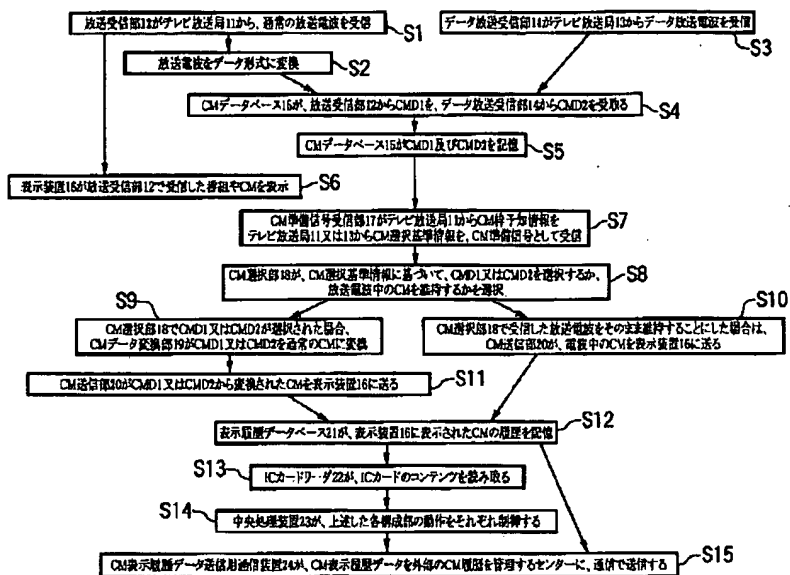 放送受信部12がテレビ放送局11から、通常の放送電波を受信
S1
データ放送受信部14がテレビ放送局13からデータ放送電波を受信
S3
放送電波をデータ形式に変換
S2
CMデータベース15が、放送受信部12からCMD1を、データ放送受信部14からCMD2を受取る
S4
CMデータベース15がCMD1及びCMD2を記憶
S5
表示装置16が放送受信部12で受信した番組やCMを表示
S6
CM準備信号受信部17がテレビ放送局11からCM枠予知情報を
テレビ放送局11又は13からCM選択基準情報を、CM準備信号として受信
S7
CM選択部18が、CM選択基準情報に基づいて、CMD1又はCMD2を選択するか、
放送電波中のCMを維持するかを選択
S8
S9
CM選択部18でCMD1又はCMD2が選択された場合、
CMデータ変換部19がCMD1又はCMD2を通常のCMに変換
S10
CM選択部18で受信した放送電波をそのまま維持することにした場合は、
CM送信部20が、電波中のCMを表示装置16に送る
CM送信部20がCMD1又はCMD2から変換されたCMを表示装置16に送る
S11
表示履歴データベース21が、表示装置16に表示されたCMの履歴を記憶
S12
S13
ICカードリーダ22が、ICカードのコンテンツを読み取る
S14
中央処理装置23が、上述した各構成部の動作をそれぞれ制御する
CM表示履歴データ送信用通信装置24が、CM表示履歴データを外部のCM履歴を管理するセンターに、通信で送信する
S15